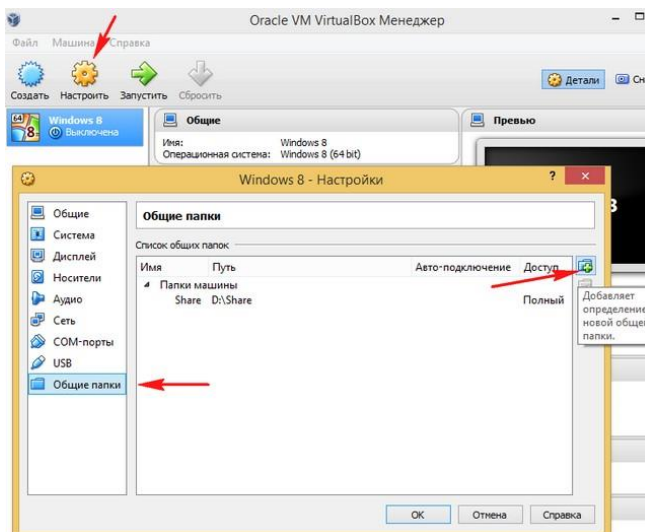 Oracle VM VirtualBox Менеджер
Файл Машина Справка
Создать Настроить Запустить Сбросить
Детали
Windows 8
Выключена
64
8
Общие
Имя: Windows 8
Операционная система: Windows 8 (64 bit)
Превью
Windows 8 - Настройки
?
Общие
Система
Дисплей
Носители
Аудио
Сеть
COM-порты
USB
Общие папки
Общие папки
Список общих папок
Имя Путь Авто-подключение Доступ
Папки машины
Share D:\Share Полный
Добавляет
определение
новой общей
папки.
OK Отмена Справка